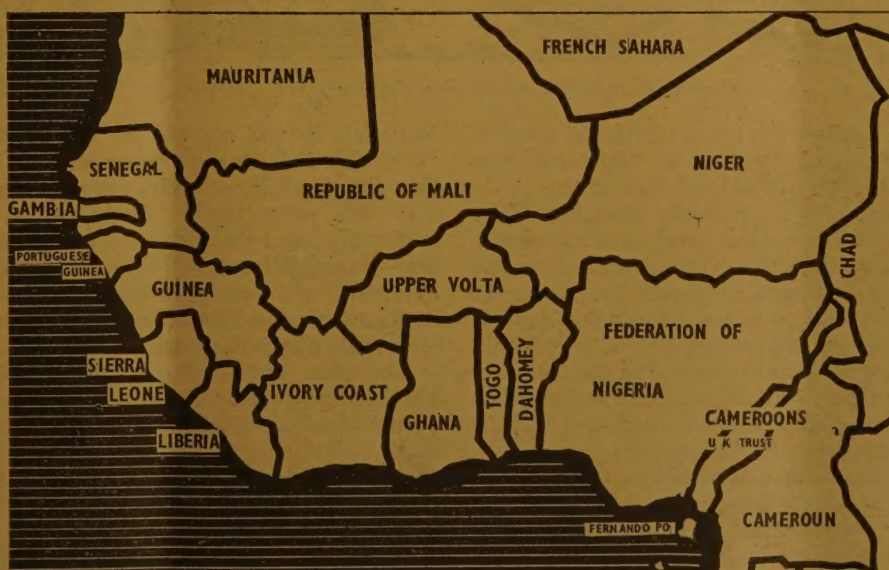 FRENCH SAHARA
MAURITANIA
SENEGAL
NIGER
REPUBLIC OF MALI
GAMBIA
PORTUGUESE
GUINEA
CHAD
GUINEA
UPPER VOLTA
FEDERATION OF
NIGERIA
SIERRA
LEONE
IVORY COAST
TOGO
DAHOMEY
GHANA
CAMEROONS
U K TRUST
LIBERIA
FERNANDO PO
CAMEROUN